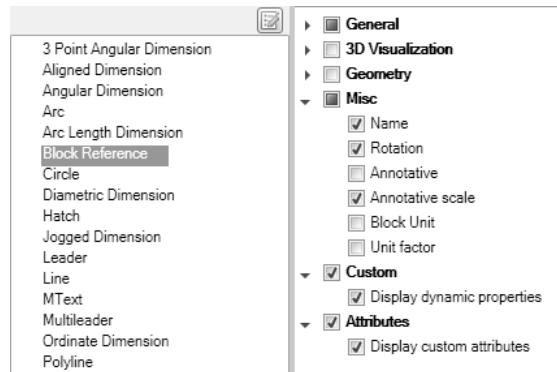 3 Point Angular Dimension
Aligned Dimension
Angular Dimension
Arc
Arc Length Dimension
Block Reference
Circle
Diametric Dimension
Hatch
Jogged Dimension
Leader
Line
MText
Multileader
Ordinate Dimension
Polyline
General
3D Visualization
Geometry
Misc
Name
Rotation
Annotative
Annotative scale
Block Unit
Unit factor
Custom
Display dynamic properties
Attributes
Display custom attributes